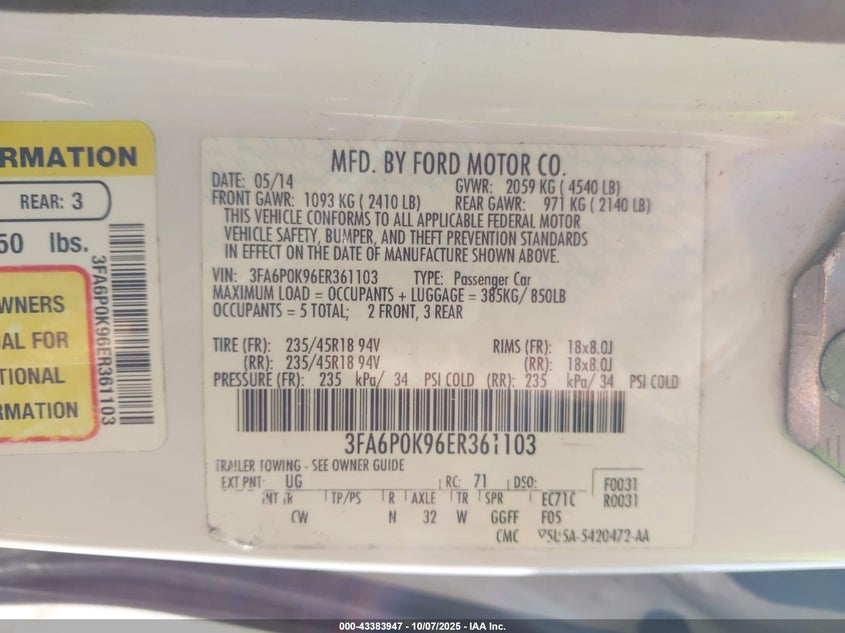 RMATION
REAR: 3
50 lbs.
WNERS
AL FOR
TIONAL
RMATION
3FA6P0K96ER361103
MFD. BY FORD MOTOR CO.
DATE: 05/14 GVWR: 2059 KG ( 4540 LB)
FRONT GAWR: 1093 KG ( 2410 LB) REAR GAWR: 971 KG ( 2140 LB)
THIS VEHICLE CONFORMS TO ALL APPLICABLE FEDERAL MOTOR
VEHICLE SAFETY, BUMPER, AND THEFT PREVENTION STANDARDS
IN EFFECT ON THE DATE OF MANUFACTURE SHOWN ABOVE.
VIN: 3FA6P0K96ER361103 TYPE: Passenger Car
MAXIMUM LOAD = OCCUPANTS + LUGGAGE = 385KG/ 850LB
OCCUPANTS = 5 TOTAL; 2 FRONT, 3 REAR
TIRE (FR): 235/45R18 94V RIMS (FR): 18x8.0J
(RR): 235/45R18 94V (RR): 18x8.0J
PRESSURE (FR): 235 kPa/ 34 PSI COLD (RR): 235 kPa/ 34 PSI COLD
3FA6P0K96ER361103
TRAILER TOWING - SEE OWNER GUIDE
EXT PNT: UG RC: 71 DSO: F0031
INT TR TP/PS R AXLE TR SPR EC71C R0031
CW N 32 W GGFF F05
CMC 5U5A-5420472-AA
000-43383947 - 10/07/2025 - IAA Inc.